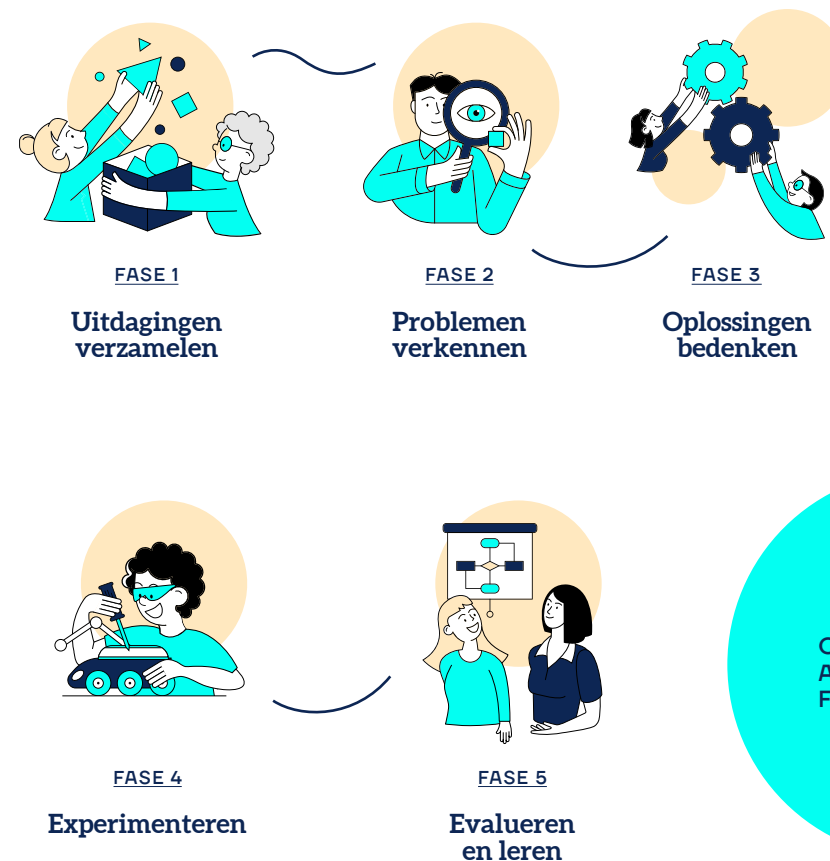 FASE 1
Uitdagingen
verzamelen
FASE 2
Problemen
verkennen
FASE 3
Oplossingen
bedenken
FASE 4
Experimenteren
FASE 5
Evalueren
en leren